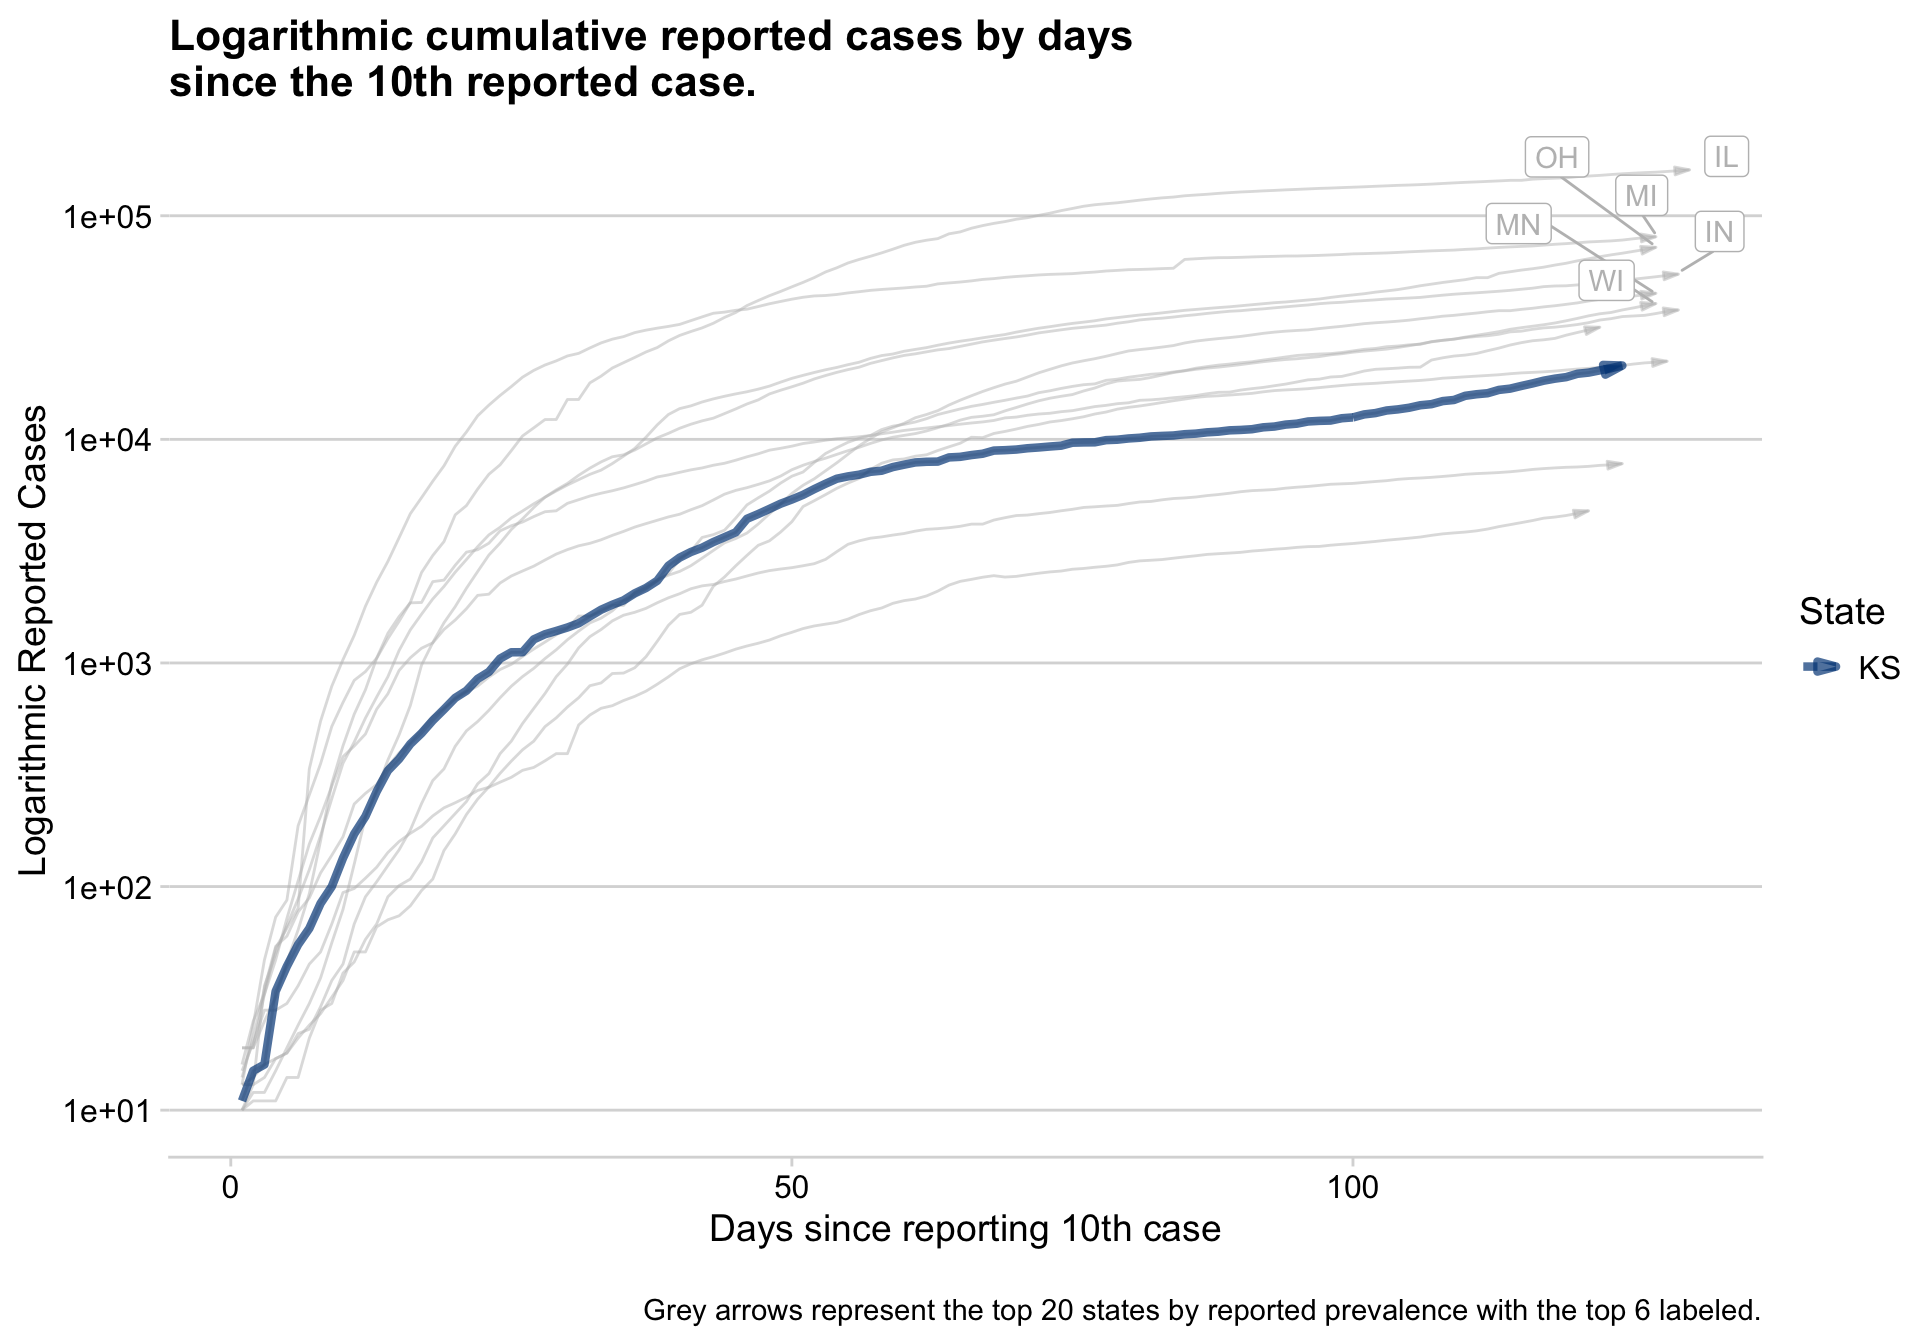 Logarithmic cumulative reported cases by days
since the 10th reported case.
OH
IL
MI
MN
IN
WI
1e+05
1e+04
1e+03
1e+02
1e+01
Logarithmic Reported Cases
State
KS
0
50
100
Days since reporting 10th case
Grey arrows represent the top 20 states by reported prevalence with the top 6 labeled.